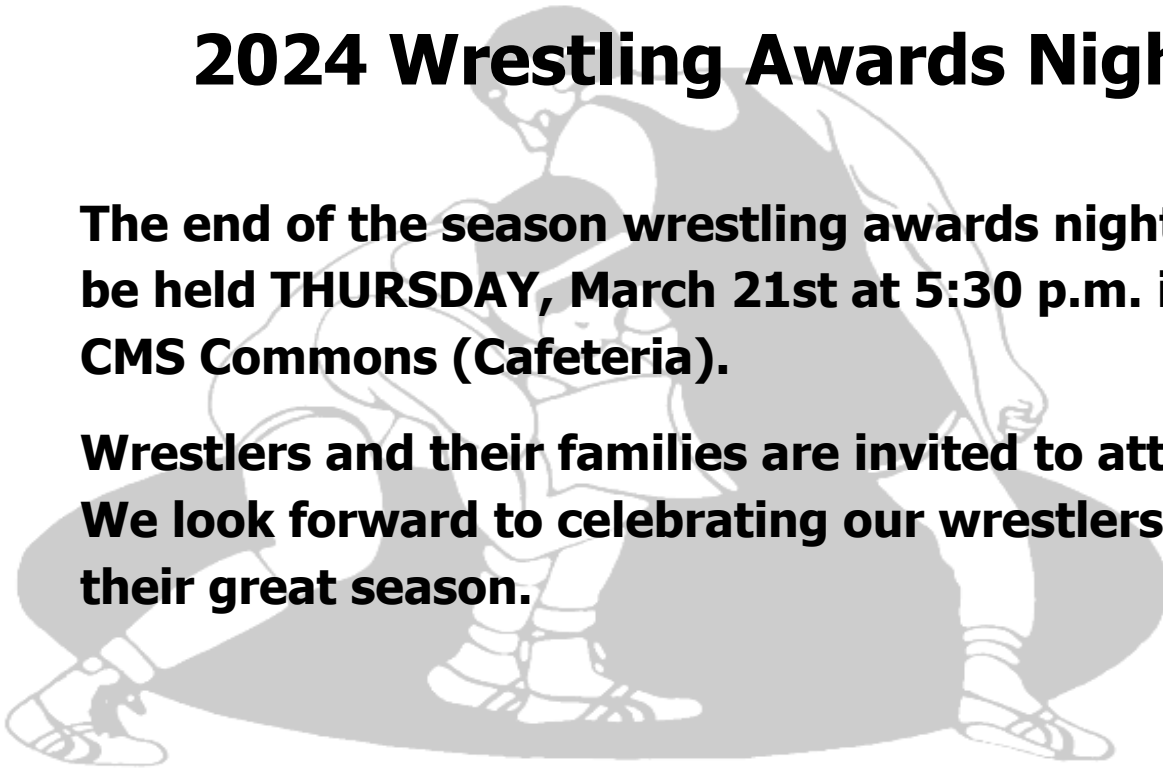 2024 Wrestling Awards Nigh
The end of the season wrestling awards night
be held THURSDAY, March 21st at 5:30 p.m. i
CMS Commons (Cafeteria).
Wrestlers and their families are invited to att
We look forward to celebrating our wrestlers
their great season.